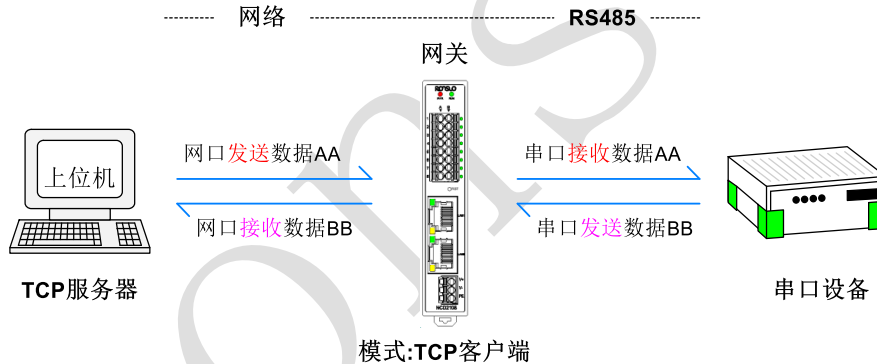 网络 RS485
网关
网口发送数据AA 串口接收数据AA
上位机
网口接收数据BB 串口发送数据BB
NCD2108
TCP服务器 串口设备
模式:TCP客户端